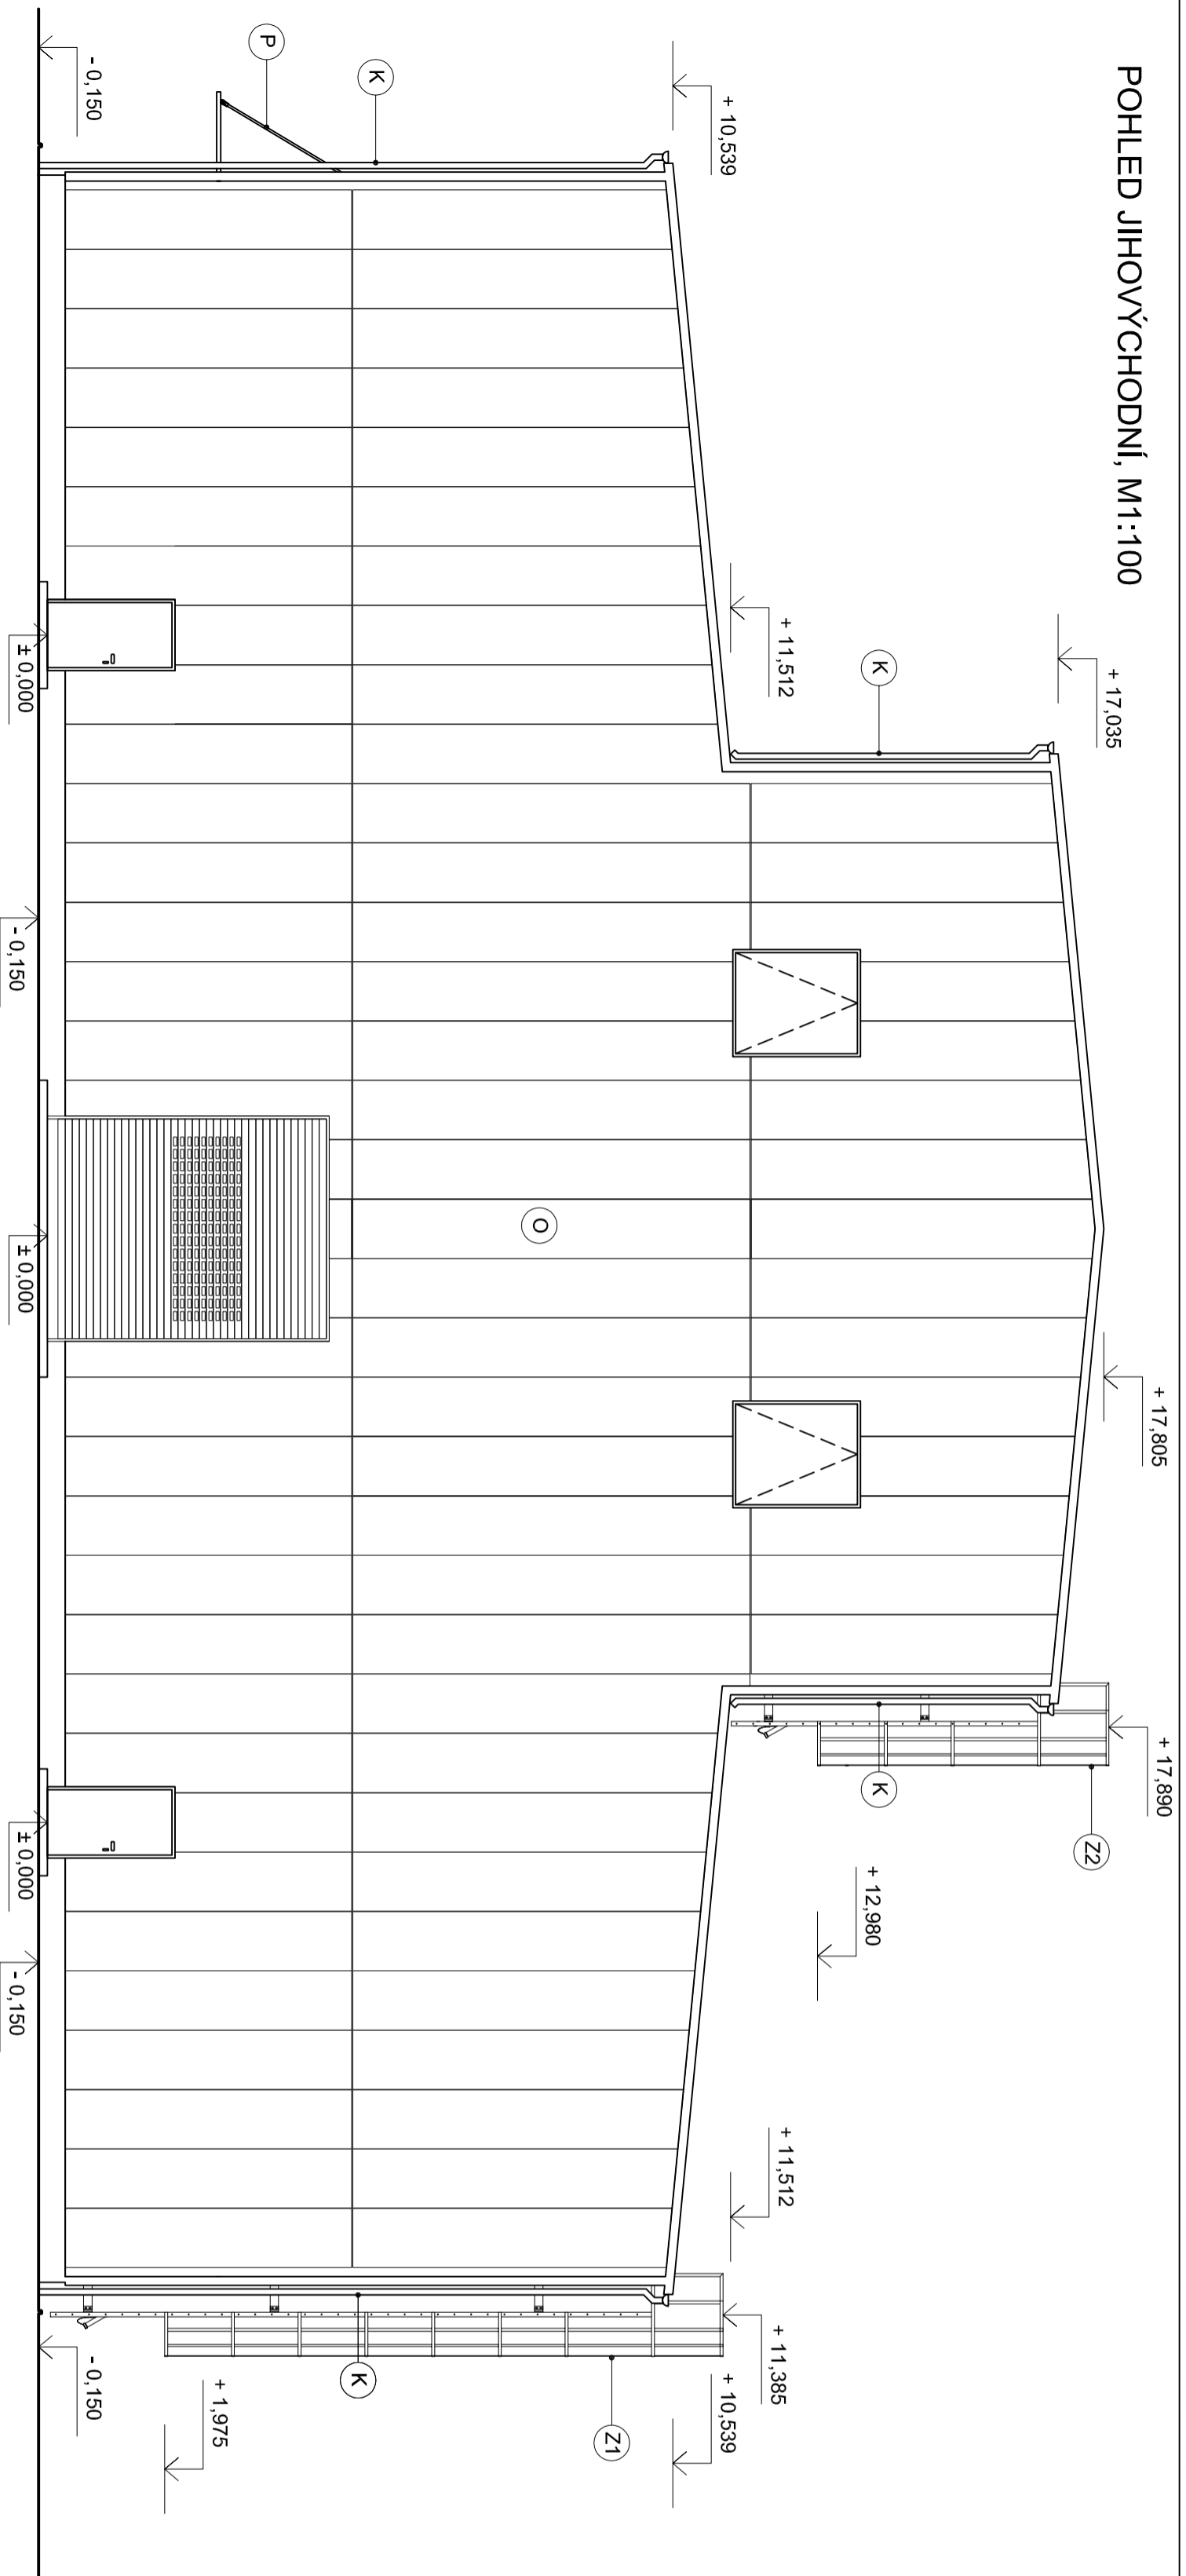 POHLED JIHOVÝCHODNÍ, M1:100
+ 17,805
+ 17,890
+ 17,035
Z2
K
K
+ 12,980
+ 11,512
+ 11,512
+ 11,385
+ 10,539
+ 10,539
Z1
O
K
K
P
+ 1,975
- 0,150
- 0,150
± 0,000
± 0,000
± 0,000
- 0,150
- 0,150